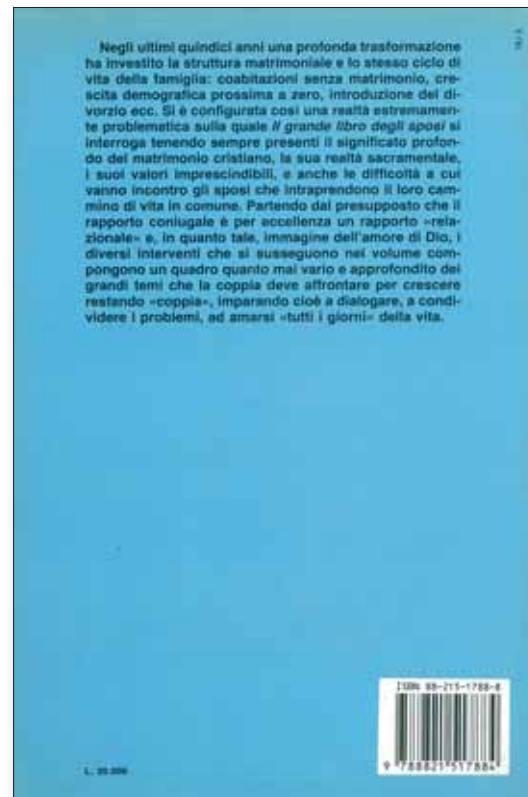 Negli ultimi quindici anni una profonda trasformazione
ha investito la struttura matrimoniale e lo stesso ciclo di
vita della famiglia: coabitazioni senza matrimonio, cre-
scita demografica prossima a zero, introduzione del di-
vorzio ecc. Si è configurata così una realtà estremamen-
te problematica sulla quale Il grande libro degli sposi si
interroga tenendo sempre presenti il significato profon-
do del matrimonio cristiano, la sua realtà sacramentale,
i suoi valori imprescindibili, e anche le difficoltà a cui
vanno incontro gli sposi che intraprendono il loro cam-
mino di vita in comune. Partendo dal presupposto che il
rapporto coniugale è per eccellenza un rapporto «rela-
zionale» e, in quanto tale, immagine dell'amore di Dio, i
diversi interventi che si susseguono nel volume com-
pongono un quadro quanto mai vario e approfondito dei
grandi temi che la coppia deve affrontare per crescere
restando «coppia», imparando cioè a dialogare, a condi-
videre i problemi, ad amarsi «tutti i giorni» della vita.
ISBN 88-215-1788-8
9 788821 517884
L.